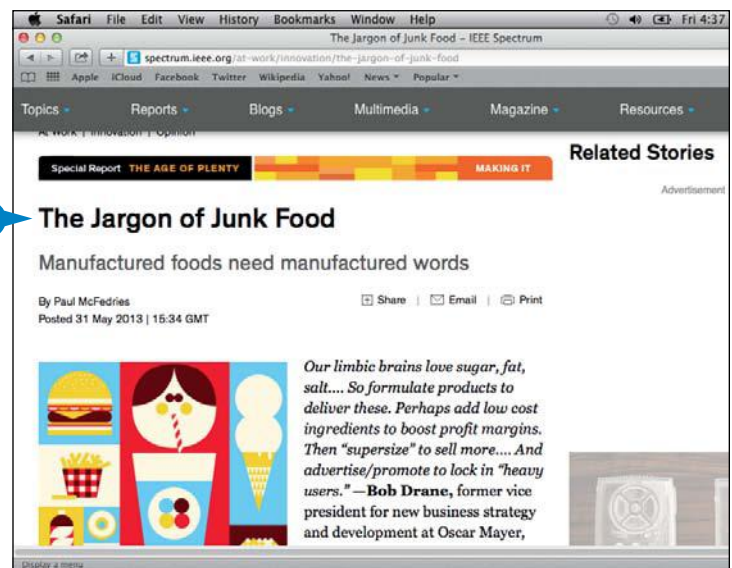 Safari File Edit View History Bookmarks Window Help Fri 4:37
The Jargon of Junk Food – IEEE Spectrum
spectrum.ieee.org/at-work/innovation/the-jargon-of-junk-food
Apple iCloud Facebook Twitter Wikipedia Yahoo! News Popular
Topics Reports Blogs Multimedia Magazine Resources
At Work | Innovation | Opinion
Special Report THE AGE OF PLENTY MAKING IT
Related Stories
Advertisement
The Jargon of Junk Food
Manufactured foods need manufactured words
By Paul McFedries
Share | Email | Print
Posted 31 May 2013 | 15:34 GMT
Our limbic brains love sugar, fat,
salt.... So formulate products to
deliver these. Perhaps add low cost
ingredients to boost profit margins.
Then “supersize” to sell more.... And
advertise/promote to lock in “heavy
users.” —Bob Drane, former vice
president for new business strategy
and development at Oscar Mayer,
Display a menu